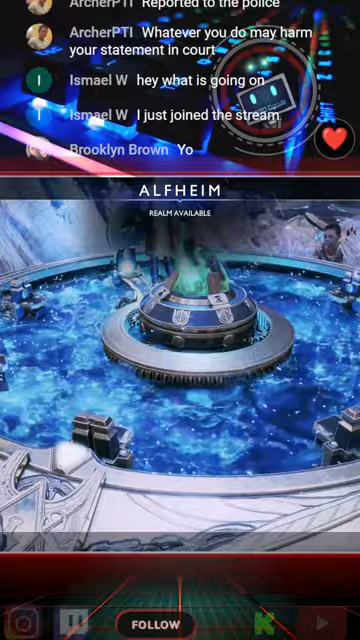 ArcherPTI Reported to the police
ArcherPTI Whatever you do may harm
your statement in court
I Ismael W hey what is going on
I Ismael W I just joined the stream
Brooklyn Brown Yo
ALFHEIM
REALM AVAILABLE
FOLLOW